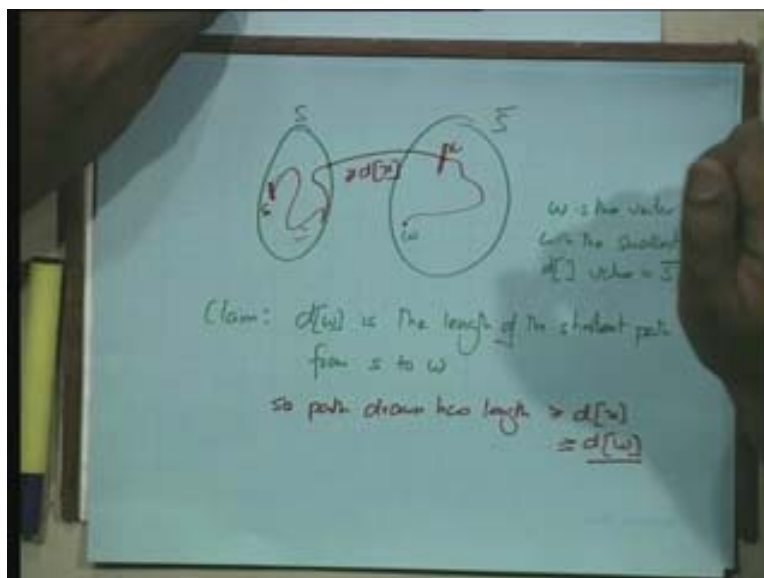 S
S̅
≥d[x]
x
s
w
w is the vertex
with the smallest
d[] value in S̅
Claim: d[w] is the length of the shortest path
from s to w
so path drawn has length ≥ d[x]
≥ d[w]